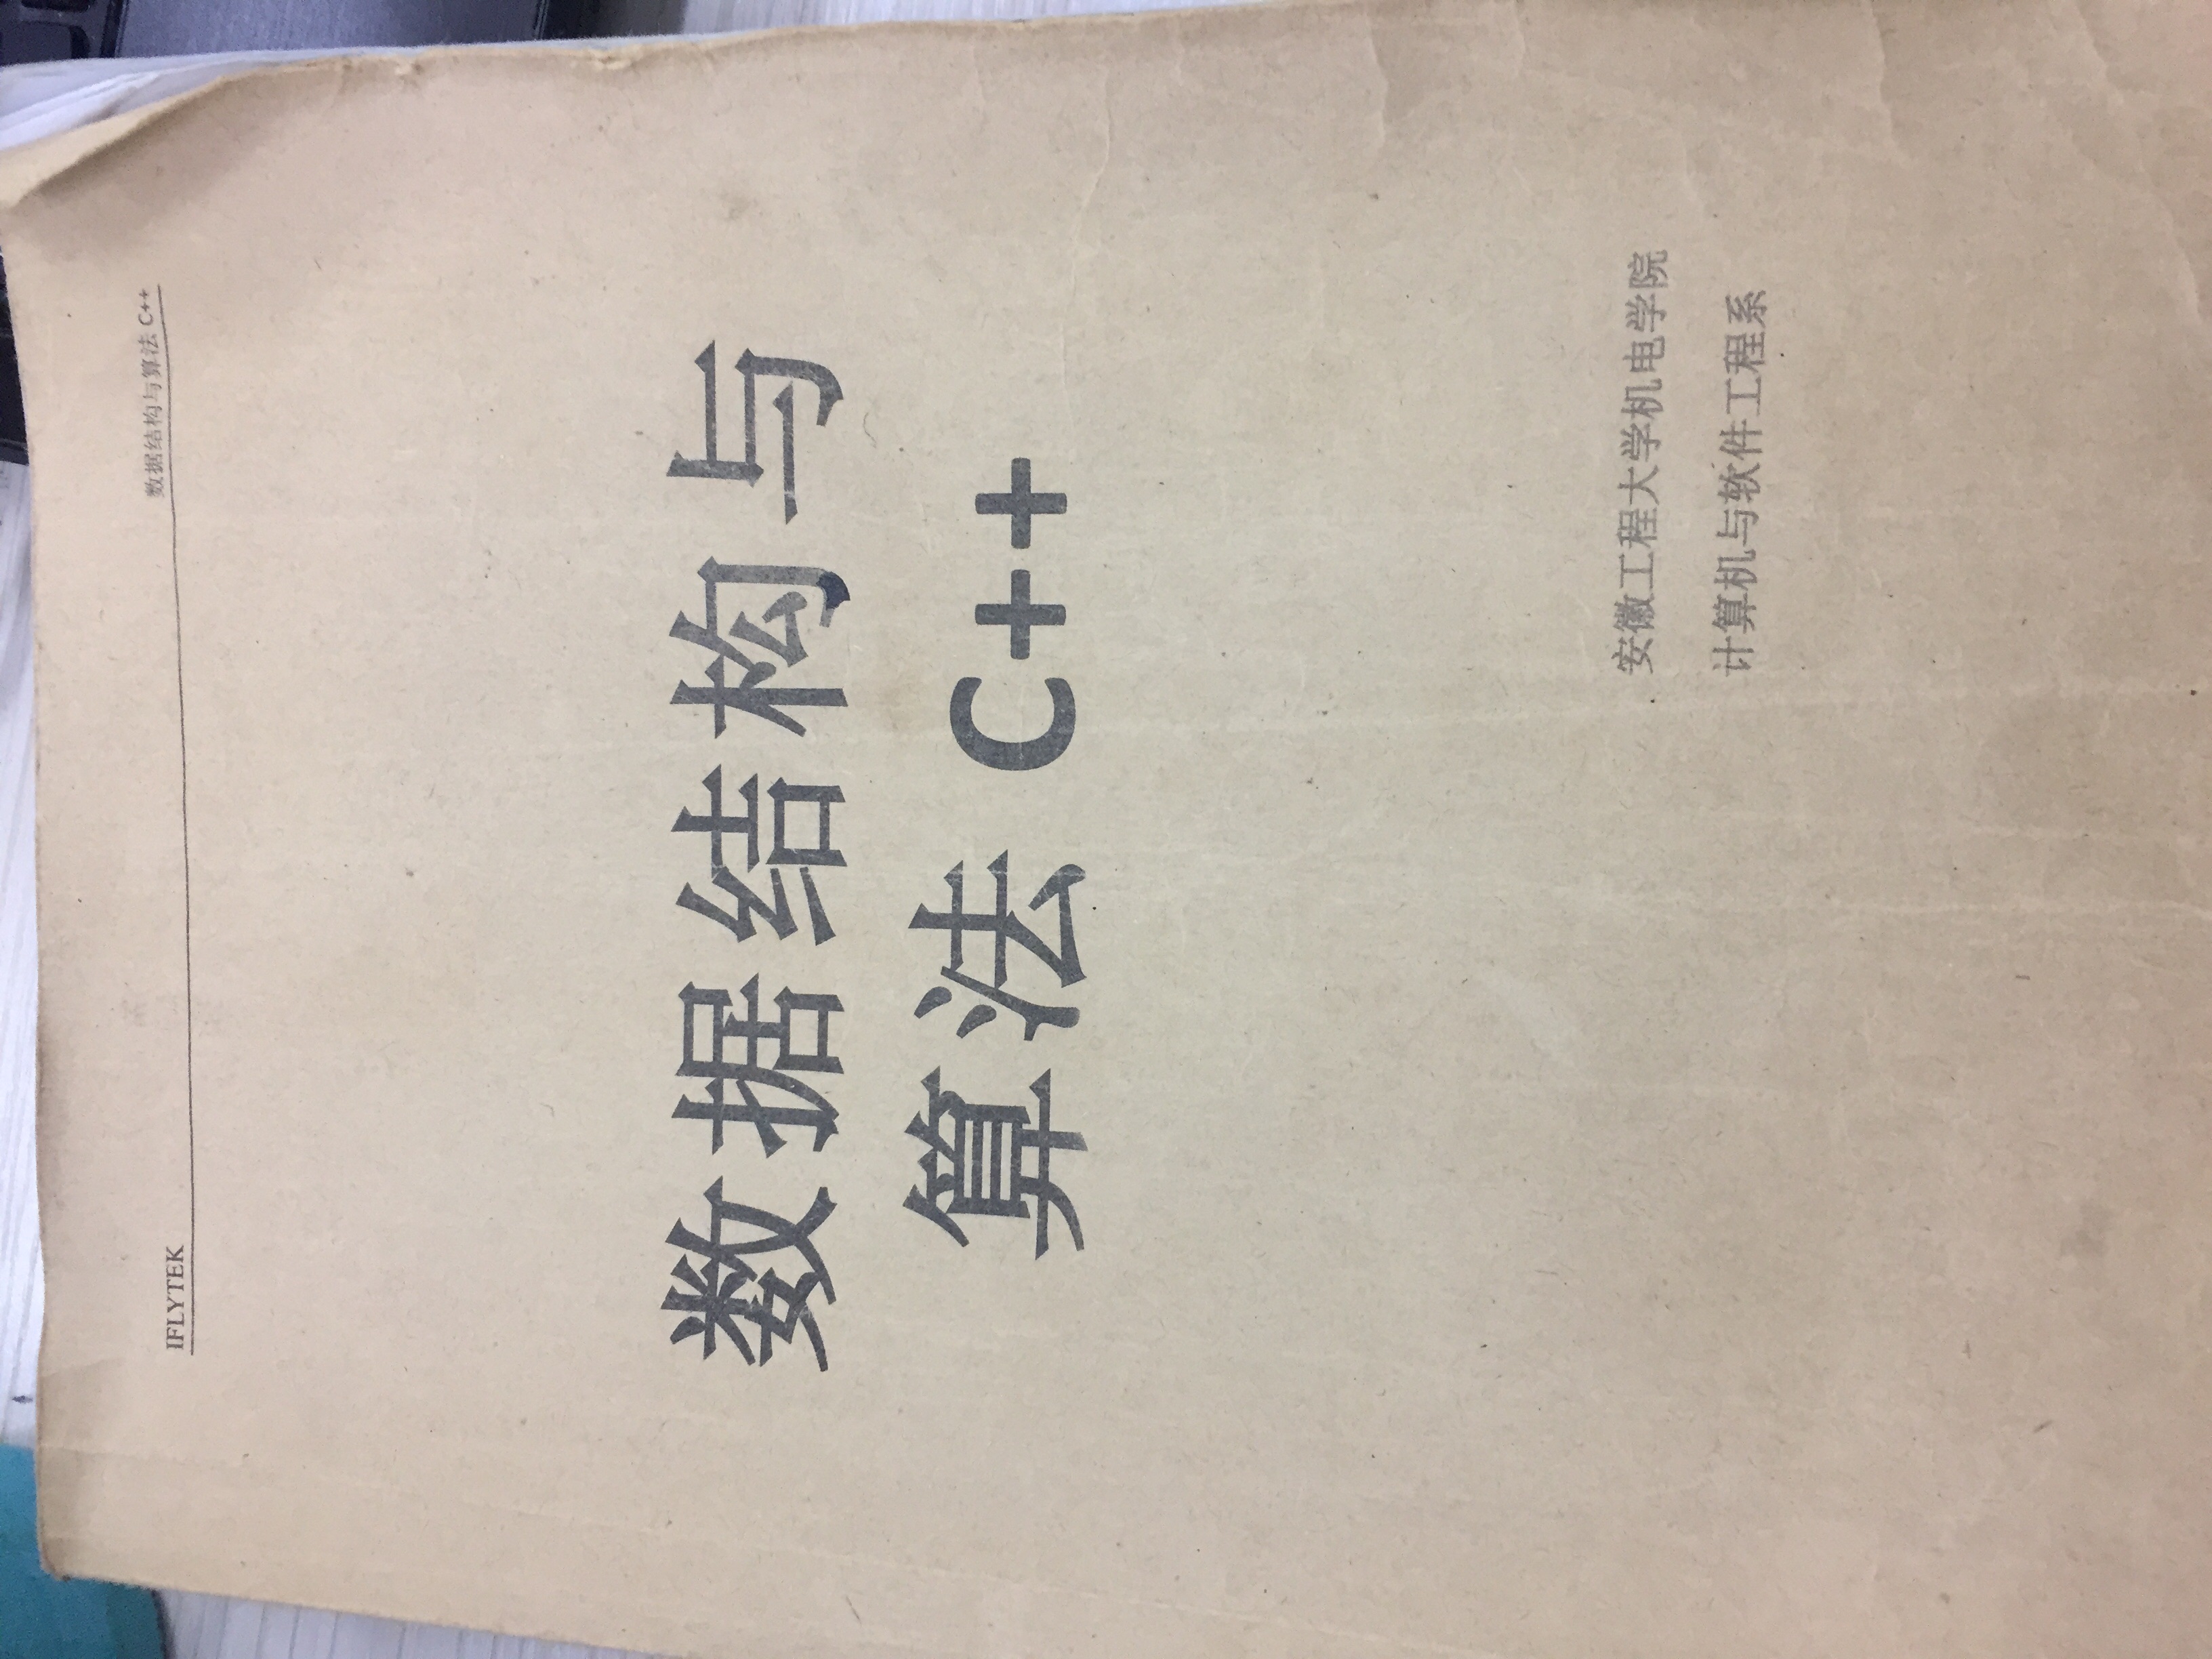 IFLYTEK
数据结构与算法 C++
数据结构与
算法 C++
安徽工程大学机电学院
计算机与软件工程系